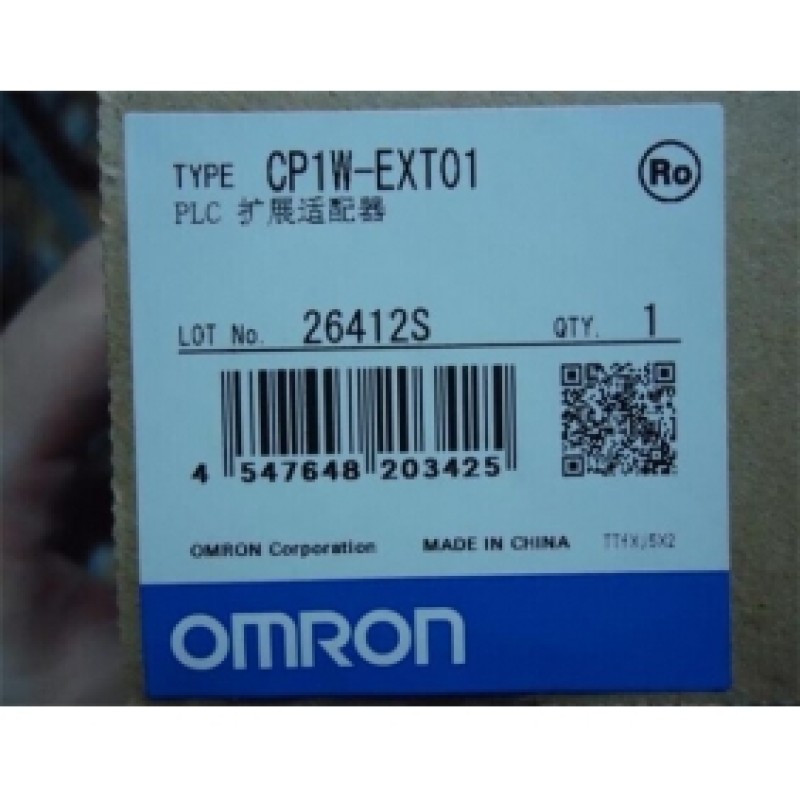 TYPE CP1W-EXT01
Ro
PLC 扩展适配器
LOT No. 26412S QTY. 1
4 547648 203425
OMRON Corporation MADE IN CHINA
OMRON